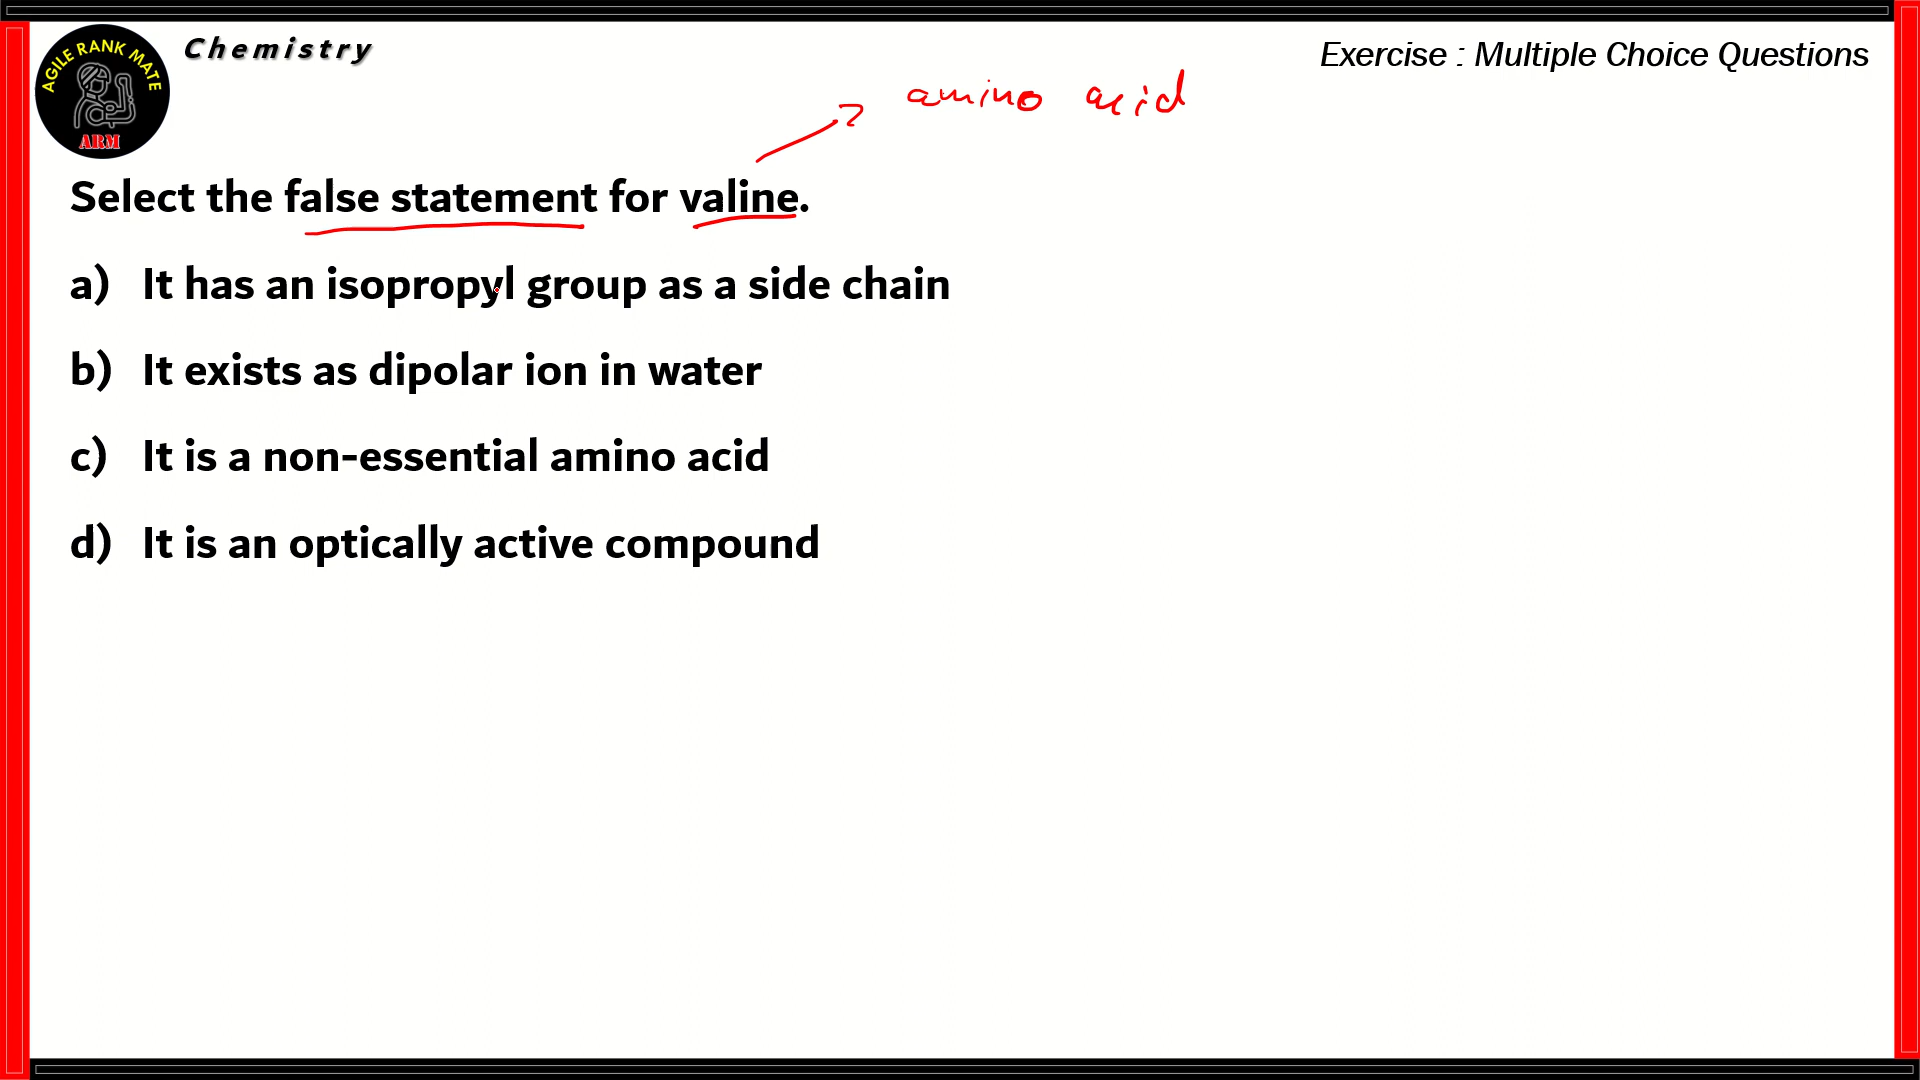 AGILE RANK MATE
ARM
Chemistry
Exercise : Multiple Choice Questions
amino acid
Select the false statement for valine.
a) It has an isopropyl group as a side chain
b) It exists as dipolar ion in water
c) It is a non-essential amino acid
d) It is an optically active compound